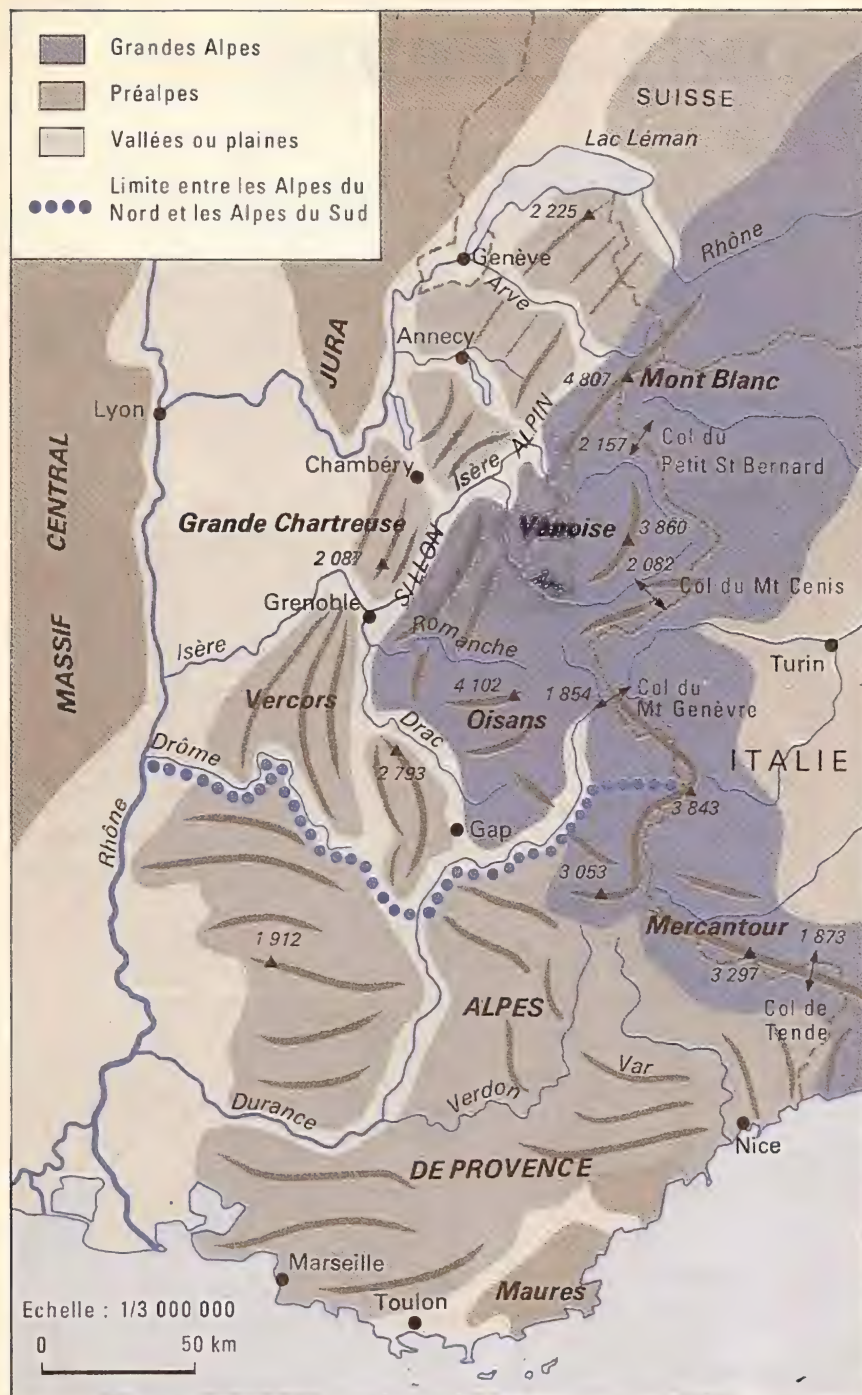 Grandes Alpes
Préalpes
Vallées ou plaines
Limite entre les Alpes du
Nord et les Alpes du Sud
SUISSE
Lac Léman
2 225
Rhône
Genève
Arve
Annecy
JURA
4 807
Mont Blanc
Lyon
SILLON ALPIN
2 157
Col du
Petit St Bernard
Chambéry
Isère
MASSIF CENTRAL
Grande Chartreuse
Vanoise
3 860
2 087
2 082
Col du Mt Cenis
Grenoble
Romanche
Isère
Turin
Vercors
4 102
1 854
Col du
Mt Genèvre
Oisans
Drac
Drôme
2 793
ITALIE
3 843
Rhône
Gap
3 053
Mercantour
1 873
1 912
3 297
Col de
Tende
ALPES
Var
Durance
Verdon
Nice
DE PROVENCE
Marseille
Maures
Toulon
Echelle : 1/3 000 000
0 50 km